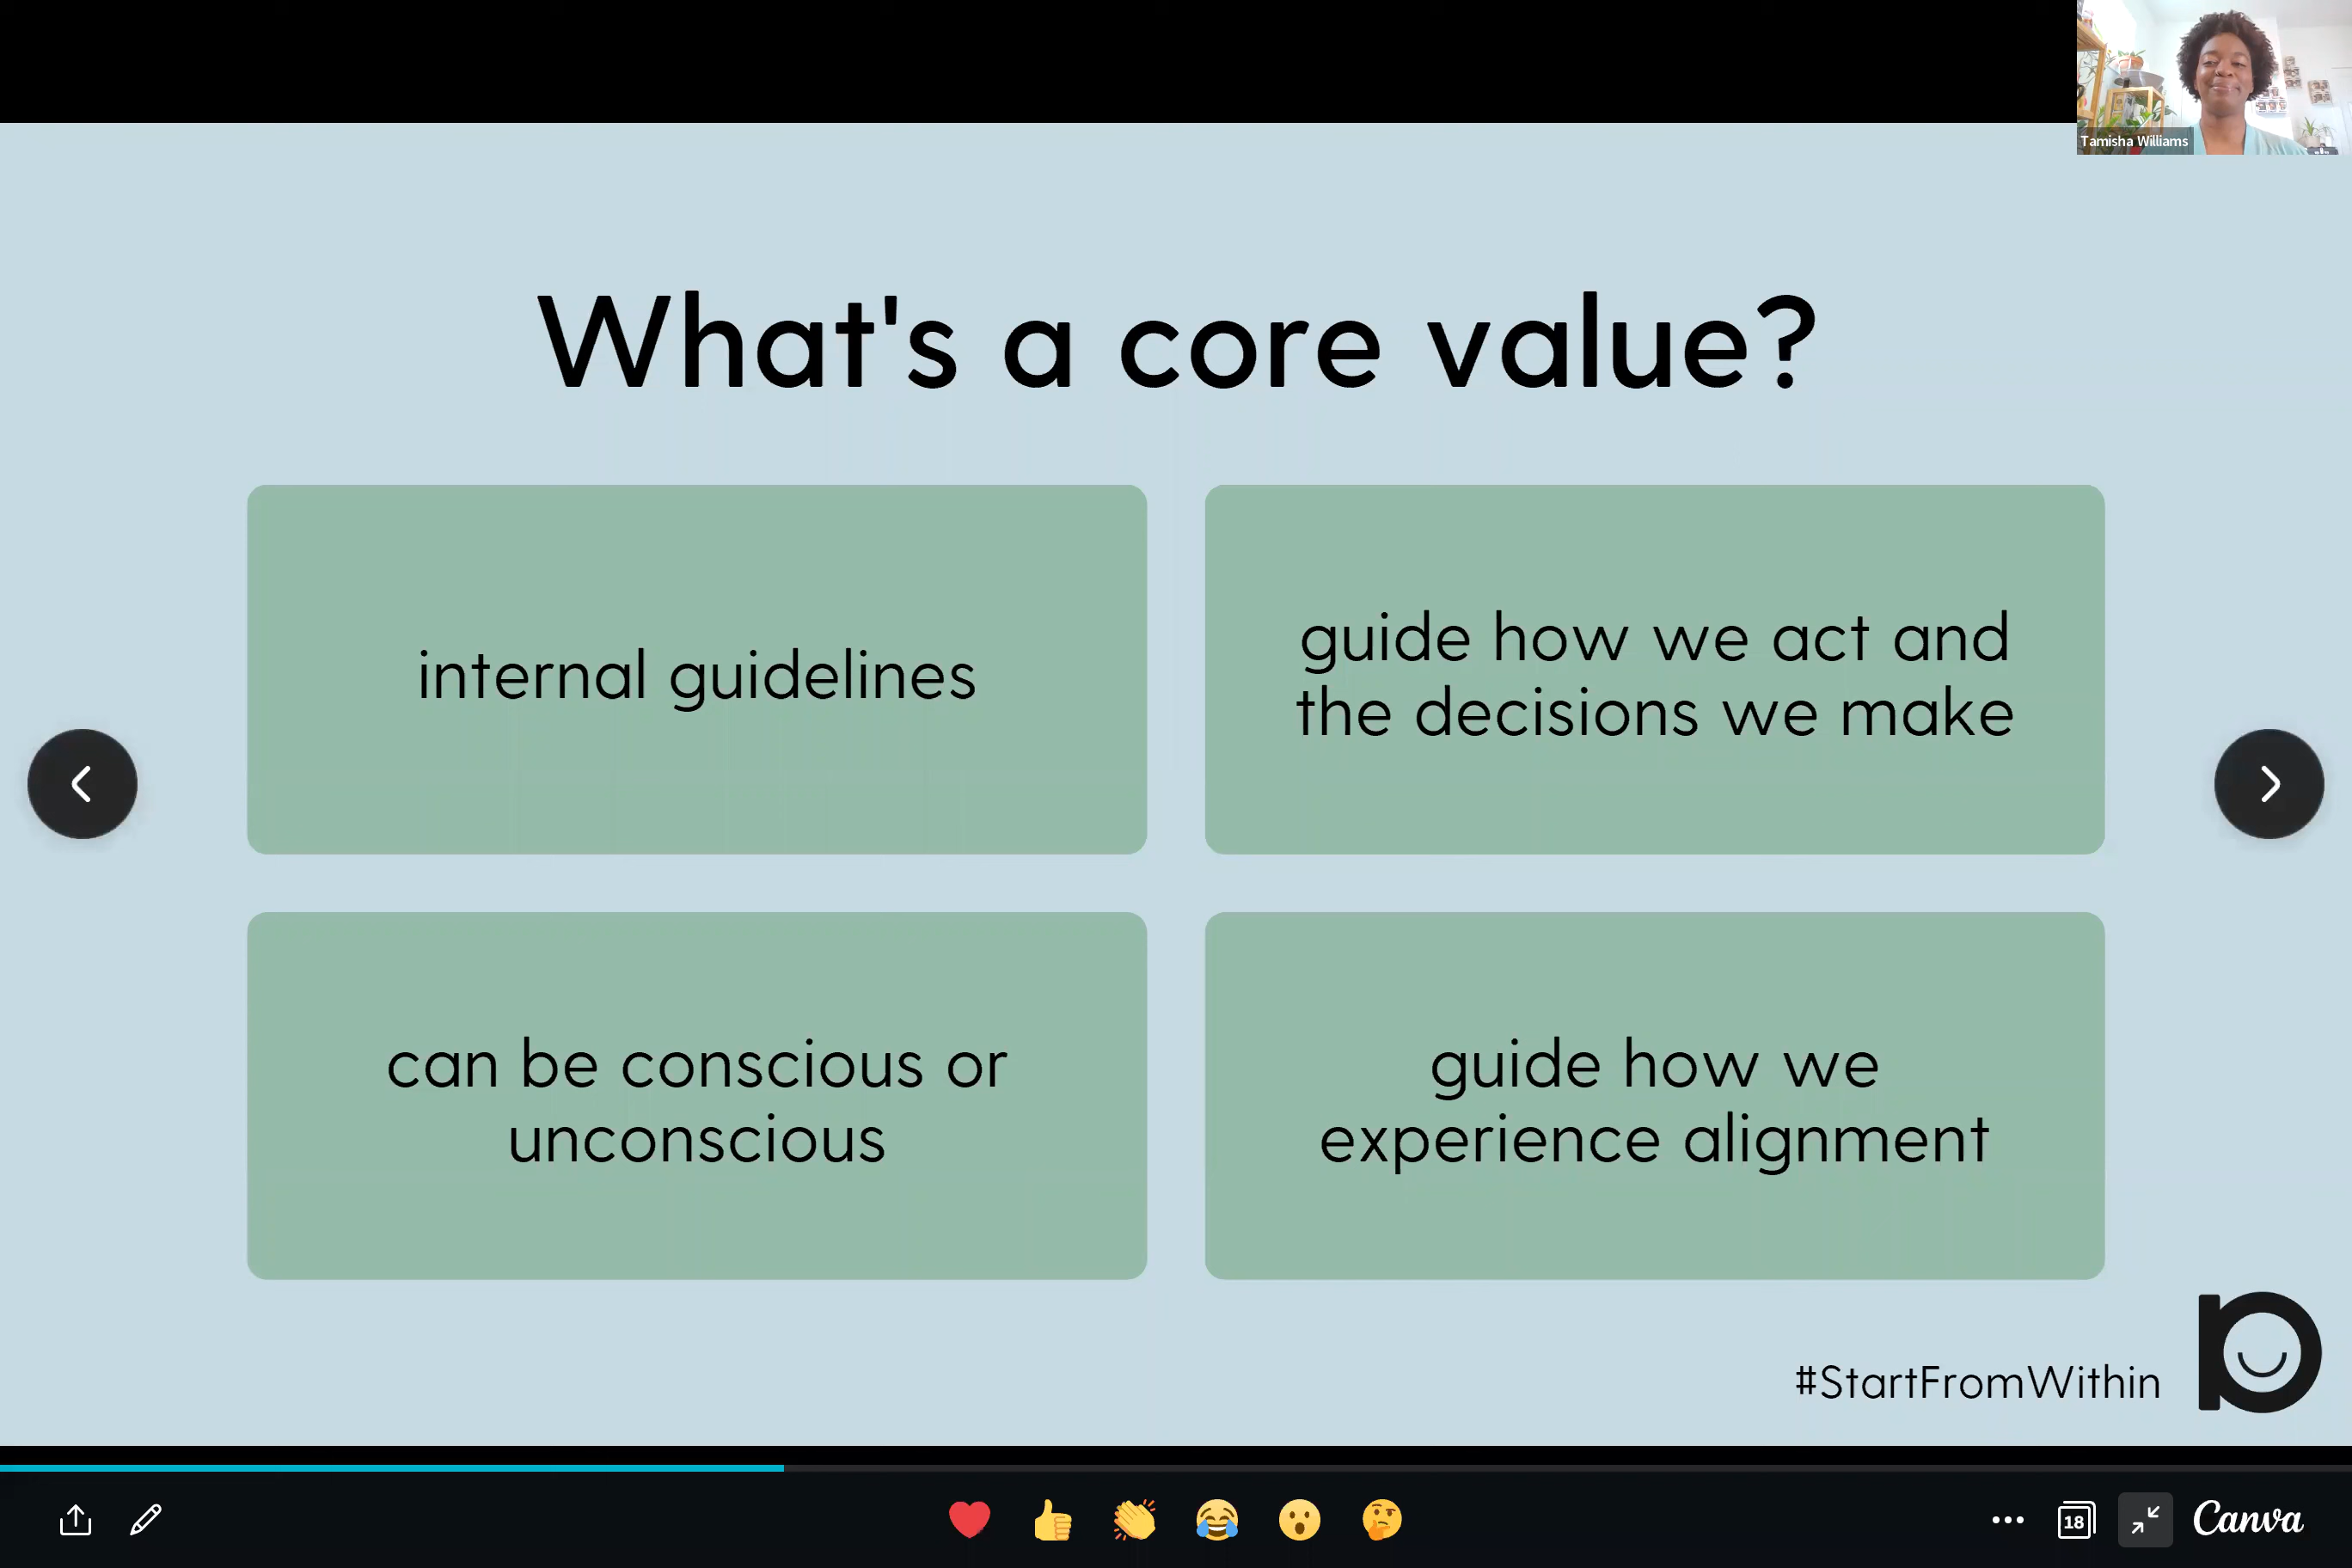 Tamisha Williams
What's a core value?
internal guidelines
guide how we act and
the decisions we make
can be conscious or
unconscious
guide how we
experience alignment
#StartFromWithin
18
Canva